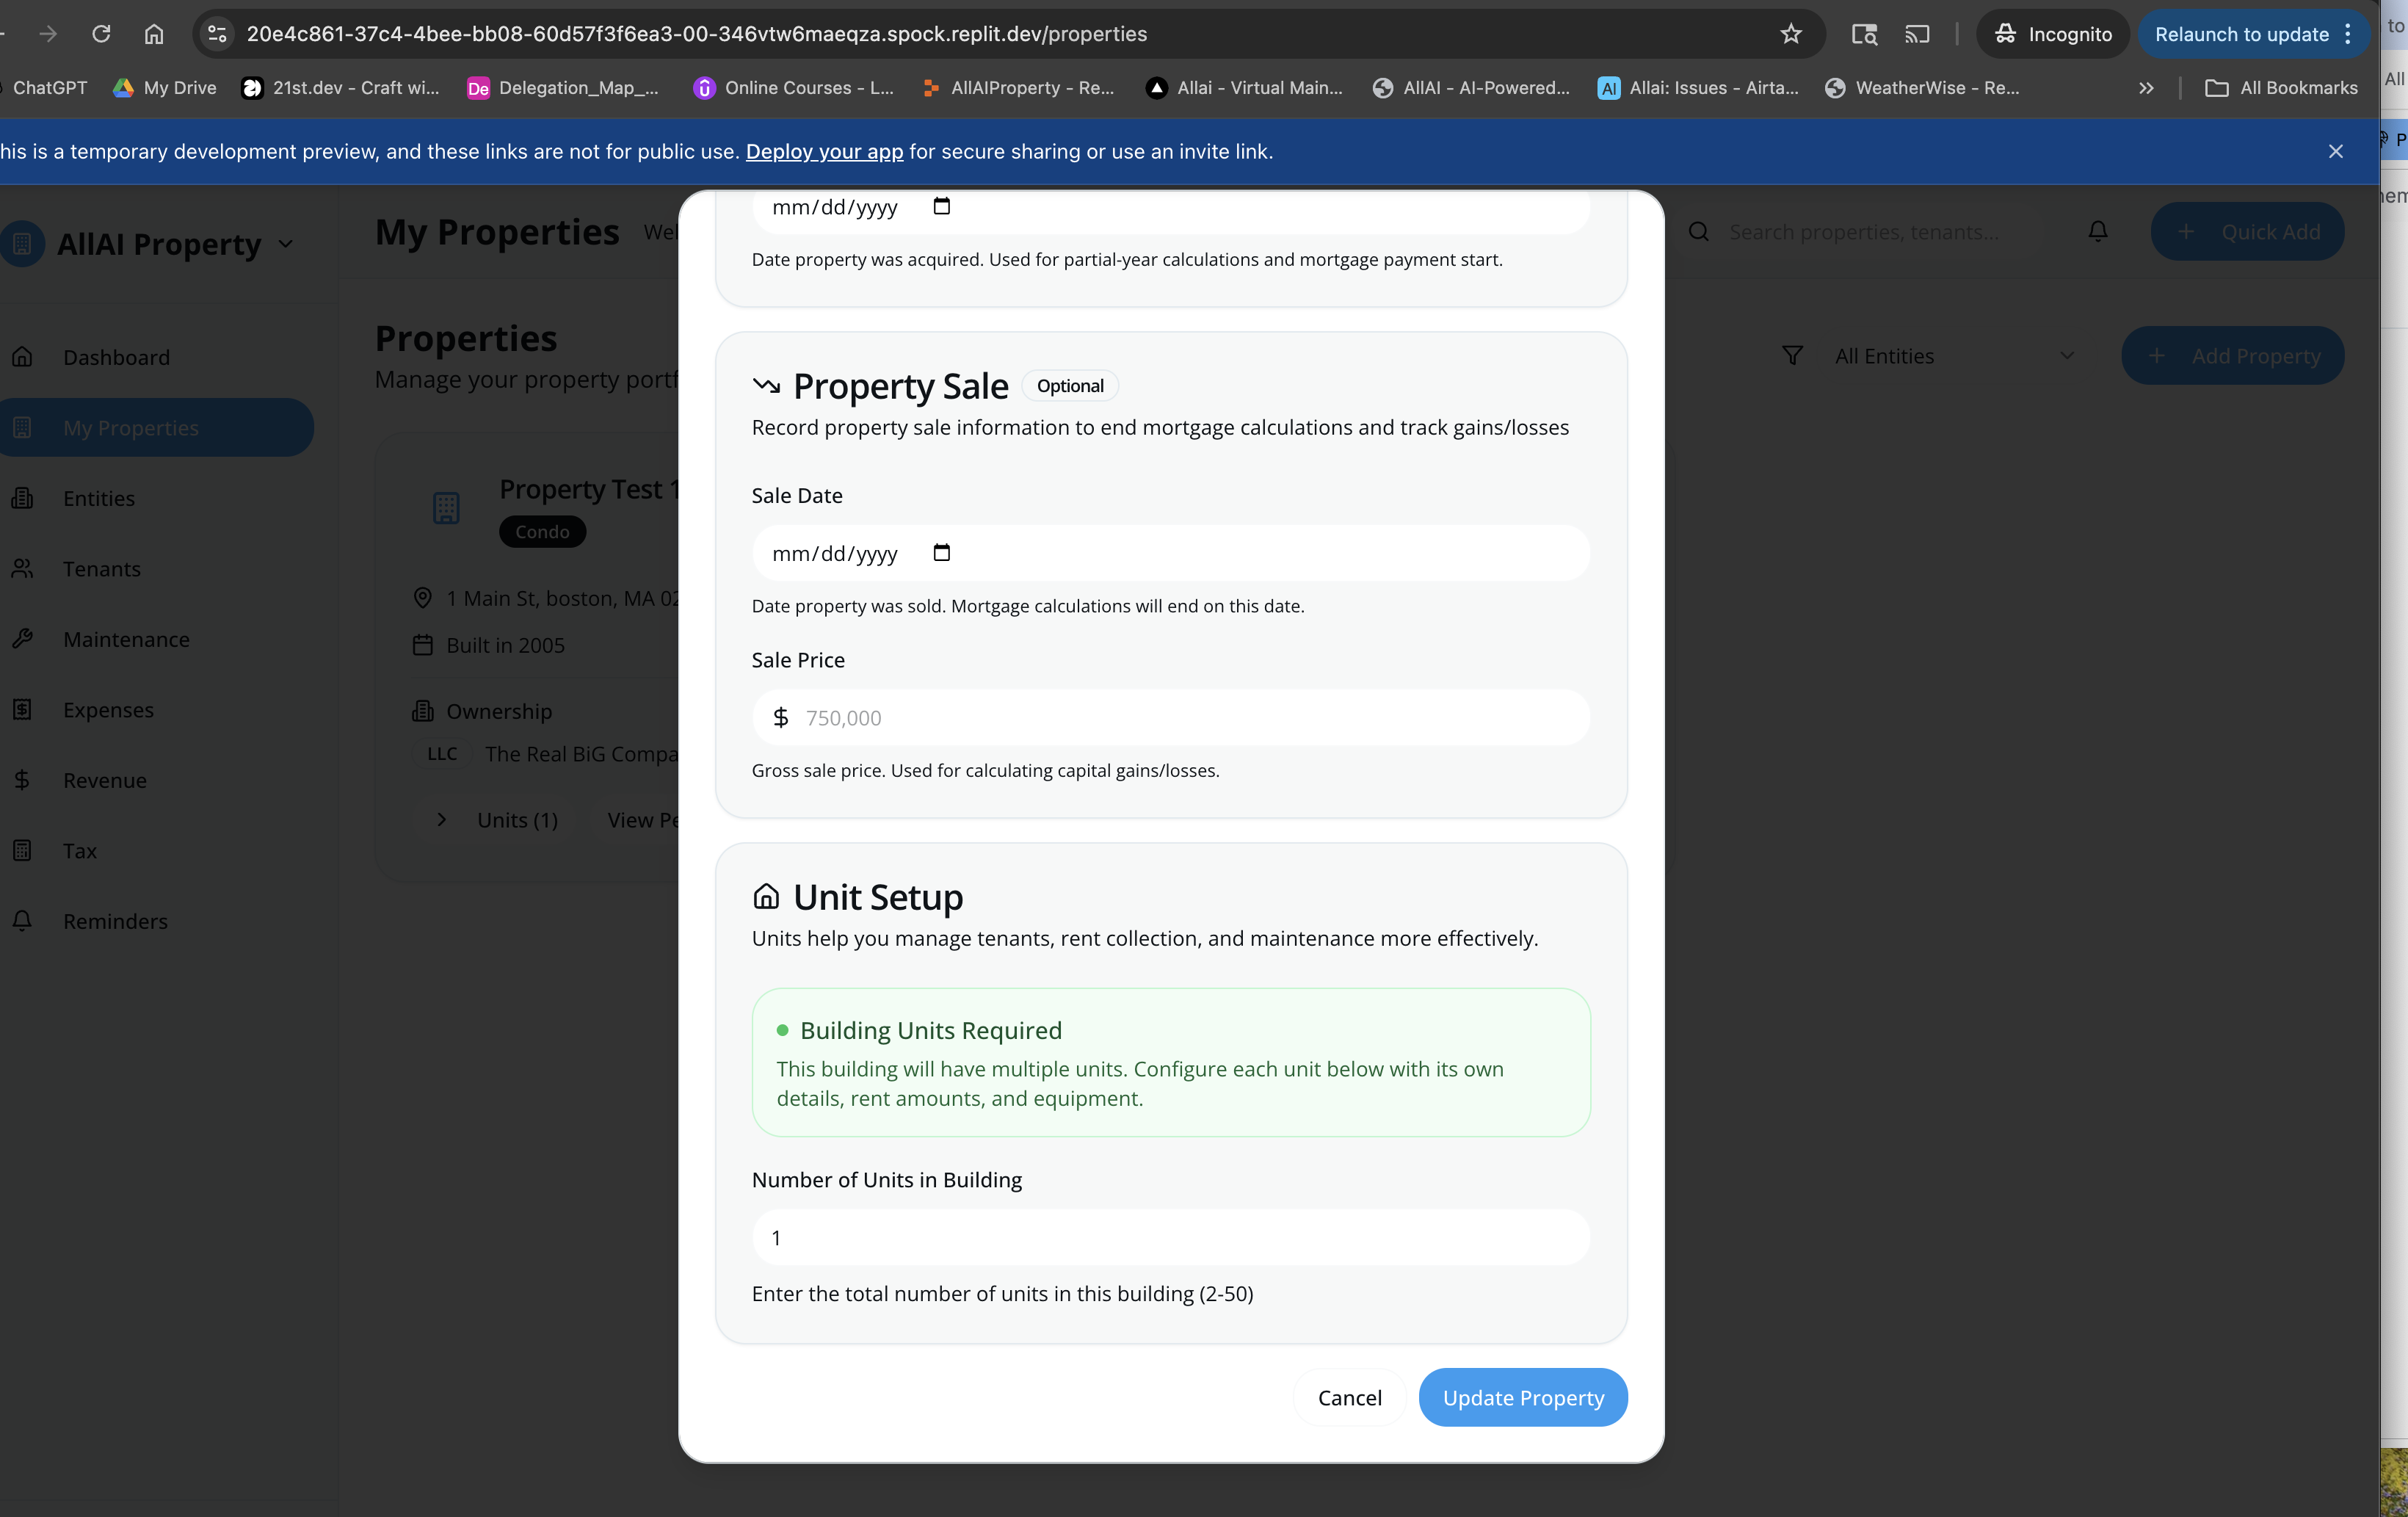 20e4c861-37c4-4bee-bb08-60d57f3f6ea3-00-346vtw6maeqza.spock.replit.dev/properties
Incognito
Relaunch to update
to
ChatGPT
My Drive
21st.dev - Craft wi...
De
Delegation_Map_...
Online Courses - L...
AllAIProperty - Re...
Allai - Virtual Main...
AllAI - AI-Powered...
AI
Allai: Issues - Airta...
WeatherWise - Re...
All Bookmarks
All
his is a temporary development preview, and these links are not for public use. Deploy your app for secure sharing or use an invite link.
P
AllAI Property
My Properties
Wel
Search properties, tenants...
Quick Add
Dashboard
My Properties
Entities
Tenants
Maintenance
Expenses
Revenue
Tax
Reminders
Properties
Manage your property portf
All Entities
Add Property
Property Test 1
Condo
1 Main St, boston, MA 02
Built in 2005
Ownership
LLC
The Real BiG Compa
Units (1)
View Pe
mm/dd/yyyy
Date property was acquired. Used for partial-year calculations and mortgage payment start.
Property Sale
Optional
Record property sale information to end mortgage calculations and track gains/losses
Sale Date
mm/dd/yyyy
Date property was sold. Mortgage calculations will end on this date.
Sale Price
$ 750,000
Gross sale price. Used for calculating capital gains/losses.
Unit Setup
Units help you manage tenants, rent collection, and maintenance more effectively.
Building Units Required
This building will have multiple units. Configure each unit below with its own
details, rent amounts, and equipment.
Number of Units in Building
1
Enter the total number of units in this building (2-50)
Cancel
Update Property